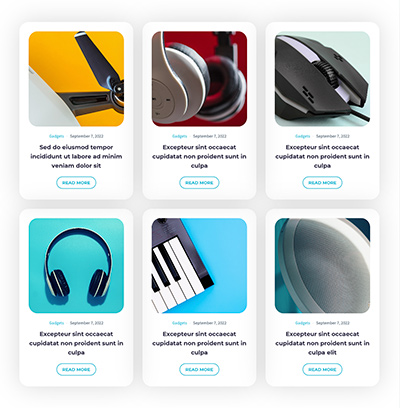 Gadgets September 7, 2022
Sed do eiusmod tempor
incididunt ut labore ad minim
veniam dolor sit
READ MORE
Gadgets September 7, 2022
Excepteur sint occaecat
cupidatat non proident sunt in
culpa
READ MORE
Gadgets September 7, 2022
Excepteur sint occaecat
cupidatat non proident sunt in
culpa
READ MORE
Gadgets September 7, 2022
Excepteur sint occaecat
cupidatat non proident sunt in
culpa
READ MORE
Gadgets September 7, 2022
Excepteur sint occaecat
cupidatat non proident sunt in
culpa
READ MORE
Gadgets September 7, 2022
Excepteur sint occaecat
cupidatat non proident sunt in
culpa elit
READ MORE